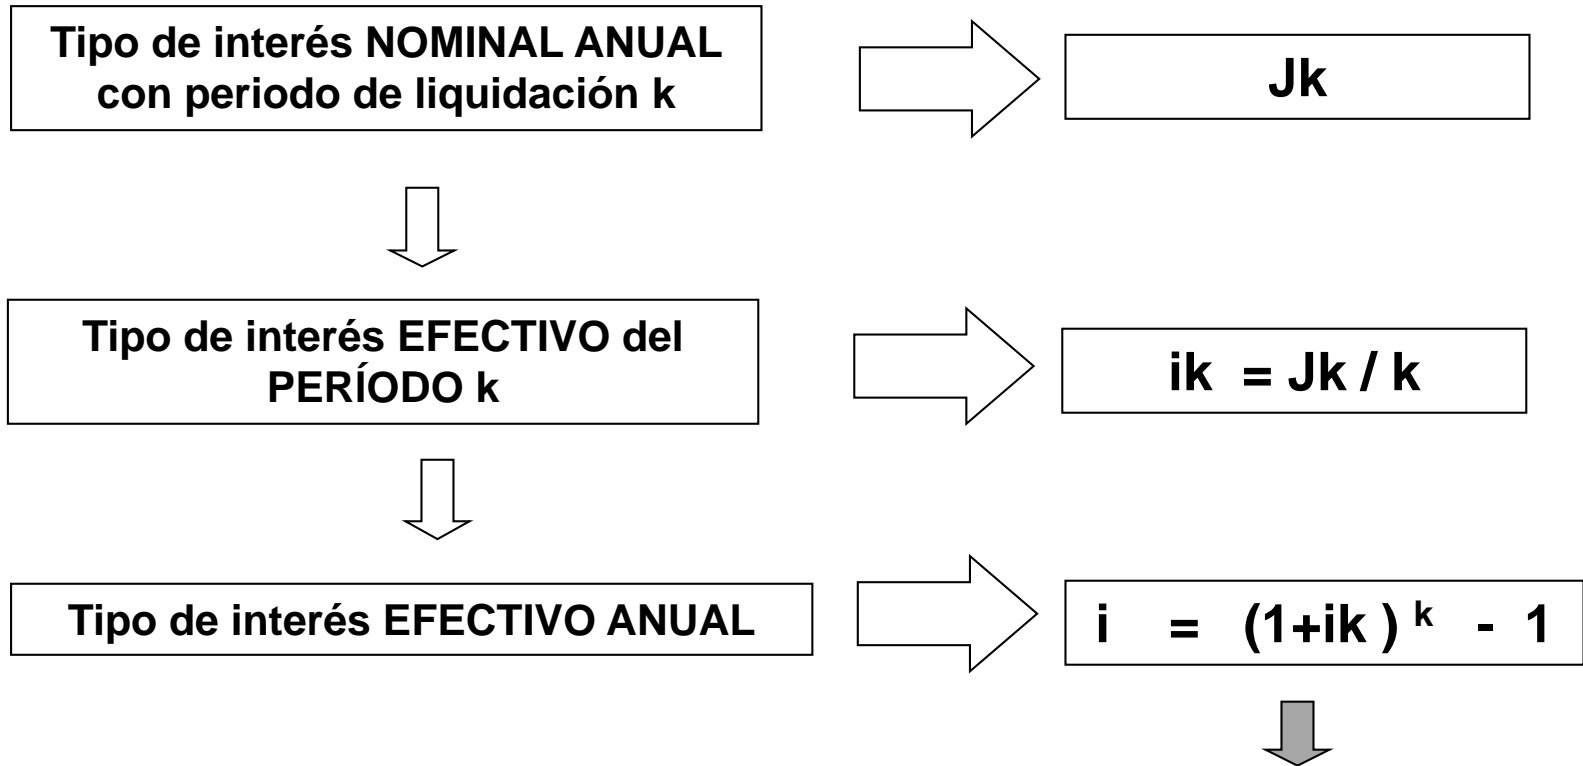 Tipo de interés NOMINAL ANUAL
con periodo de liquidación k
Jk
Tipo de interés EFECTIVO del
PERÍODO k
ik = Jk / k
Tipo de interés EFECTIVO ANUAL
i = (1+ik ) k - 1